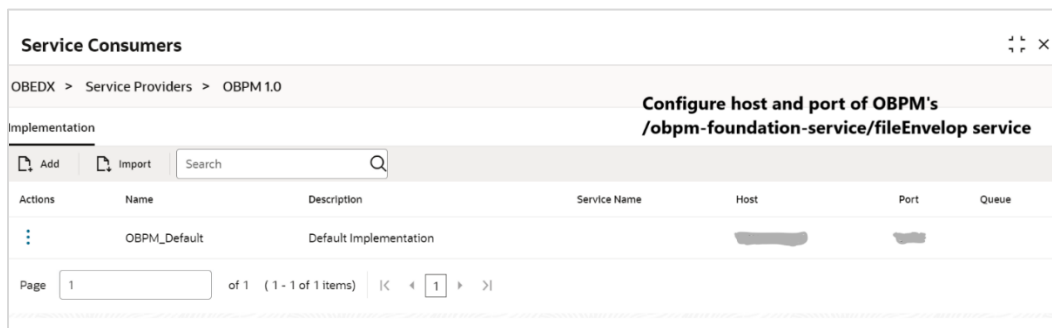 Service Consumers
OBEDX > Service Providers > OBPM 1.0
Configure host and port of OBPM's
/obpm-foundation-service/fileEnvelop service
Implementation
Add Import Search
Actions Name Description Service Name Host Port Queue
OBPM_Default Default Implementation
Page 1 of 1 ( 1 - 1 of 1 items) 1